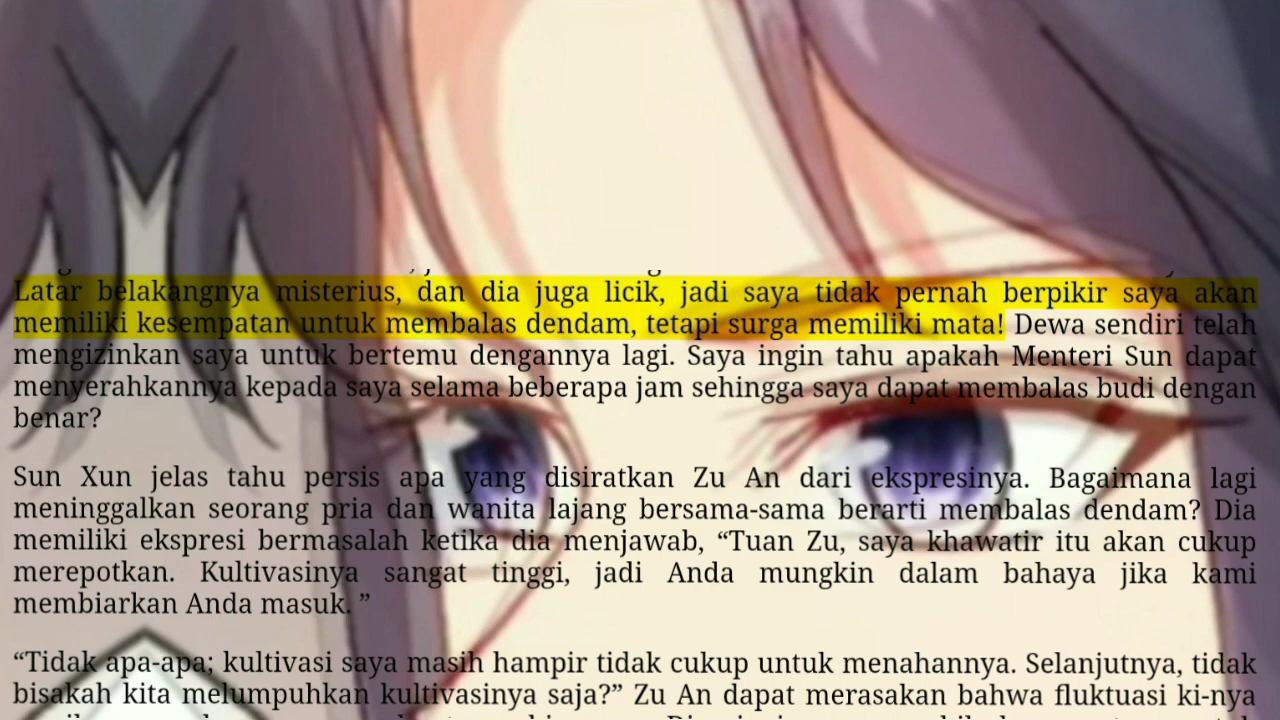 Latar belakangnya misterius, dan dia juga licik, jadi saya tidak pernah berpikir saya akan
memiliki kesempatan untuk membalas dendam, tetapi surga memiliki mata! Dewa sendiri telah
mengizinkan saya untuk bertemu dengannya lagi. Saya ingin tahu apakah Menteri Sun dapat
menyerahkannya kepada saya selama beberapa jam sehingga saya dapat membalas budi dengan
benar?
Sun Xun jelas tahu persis apa yang disiratkan Zu An dari ekspresinya. Bagaimana lagi
meninggalkan seorang pria dan wanita lajang bersama-sama berarti membalas dendam? Dia
memiliki ekspresi bermasalah ketika dia menjawab, “Tuan Zu, saya khawatir itu akan cukup
merepotkan. Kultivasinya sangat tinggi, jadi Anda mungkin dalam bahaya jika kami
membiarkan Anda masuk. ”
“Tidak apa-apa; kultivasi saya masih hampir tidak cukup untuk menahannya. Selanjutnya, tidak
bisakah kita melumpuhkan kultivasinya saja?” Zu An dapat merasakan bahwa fluktuasi ki-nya